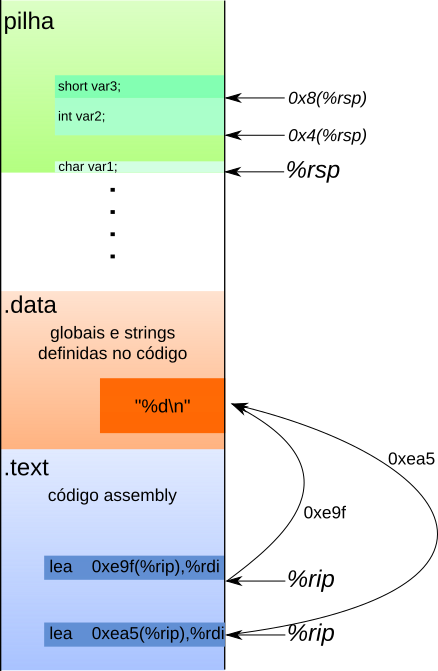 pilha
short var3;
0x8(%rsp)
int var2;
0x4(%rsp)
char var1;
%rsp
.data
globais e strings
definidas no código
"%d\n"
0xea5
.text
código assembly
0xe9f
lea 0xe9f(%rip),%rdi
%rip
lea 0xea5(%rip),%rdi
%rip